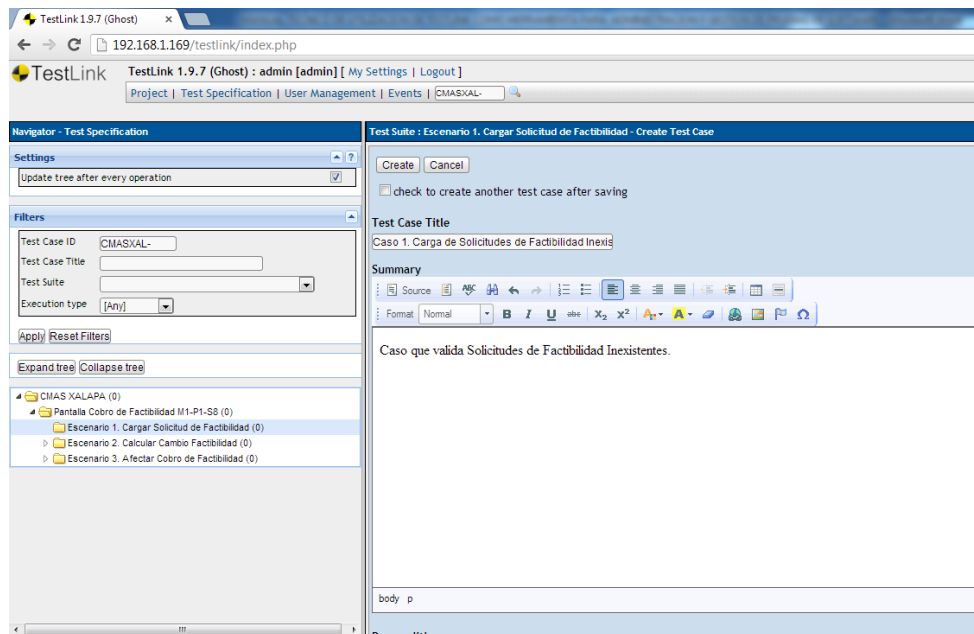 TestLink 1.9.7 (Ghost)
192.168.1.169/testlink/index.php
TestLink
TestLink 1.9.7 (Ghost) : admin [admin] [ My Settings | Logout ]
Project | Test Specification | User Management | Events | CMASXAL-
Navigator - Test Specification
Settings
?
Update tree after every operation
Filters
Test Case ID CMASXAL-
Test Case Title
Test Suite
Execution type [Any]
Apply Reset Filters
Expand tree Collapse tree
CMAS XALAPA (0)
Pantalla Cobro de Factibilidad M1-P1-S8 (0)
Escenario 1. Cargar Solicitud de Factibilidad (0)
Escenario 2. Calcular Cambio Factibilidad (0)
Escenario 3. Afectar Cobro de Factibilidad (0)
Test Suite : Escenario 1. Cargar Solicitud de Factibilidad - Create Test Case
Create Cancel
check to create another test case after saving
Test Case Title
Caso 1. Carga de Solicitudes de Factibilidad Inexis
Summary
Source
Format Normal B I U abc X₂ X² A A Ω
Caso que valida Solicitudes de Factibilidad Inexistentes.
body p